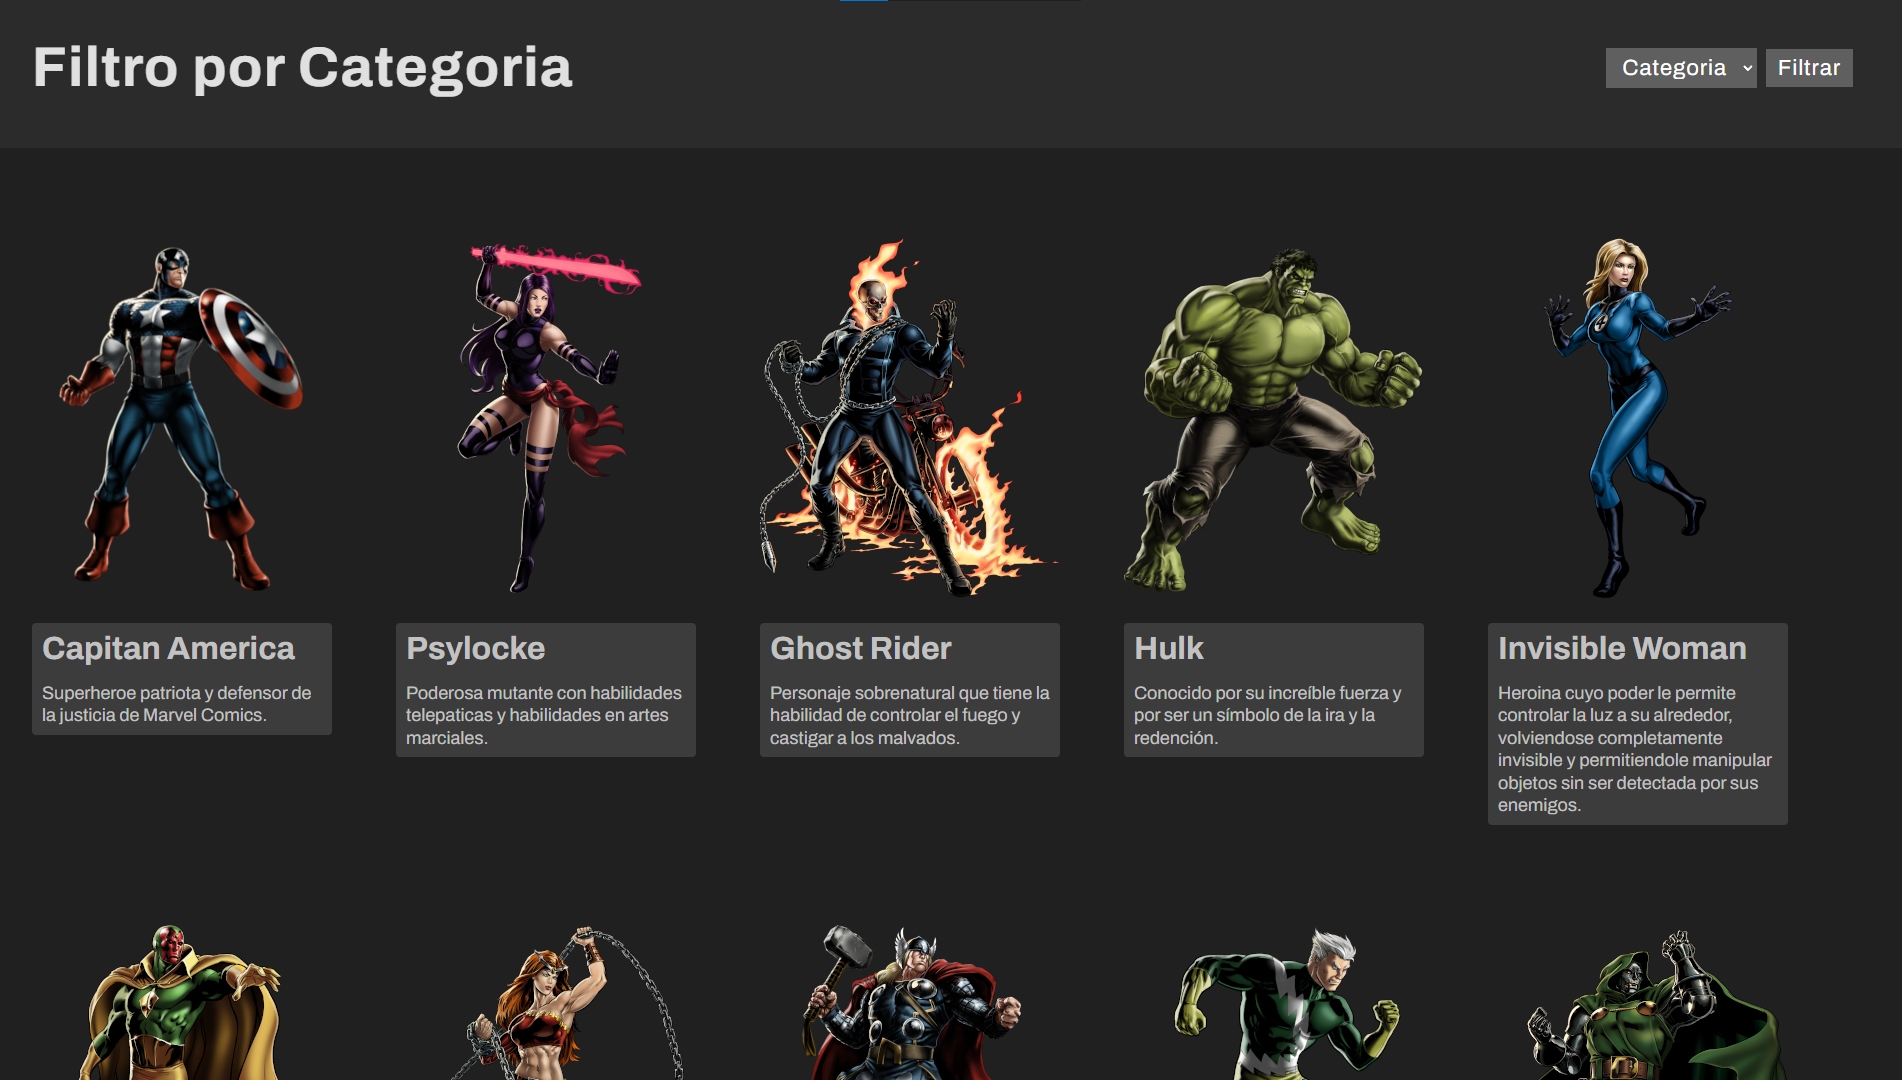 Filtro por Categoria
Categoria
Filtrar
Capitan America
Superheroe patriota y defensor de
la justicia de Marvel Comics.
Psylocke
Poderosa mutante con habilidades
telepaticas y habilidades en artes
marciales.
Ghost Rider
Personaje sobrenatural que tiene la
habilidad de controlar el fuego y
castigar a los malvados.
Hulk
Conocido por su increíble fuerza y
por ser un símbolo de la ira y la
redención.
Invisible Woman
Heroina cuyo poder le permite
controlar la luz a su alrededor,
volviendose completamente
invisible y permitiendole manipular
objetos sin ser detectada por sus
enemigos.